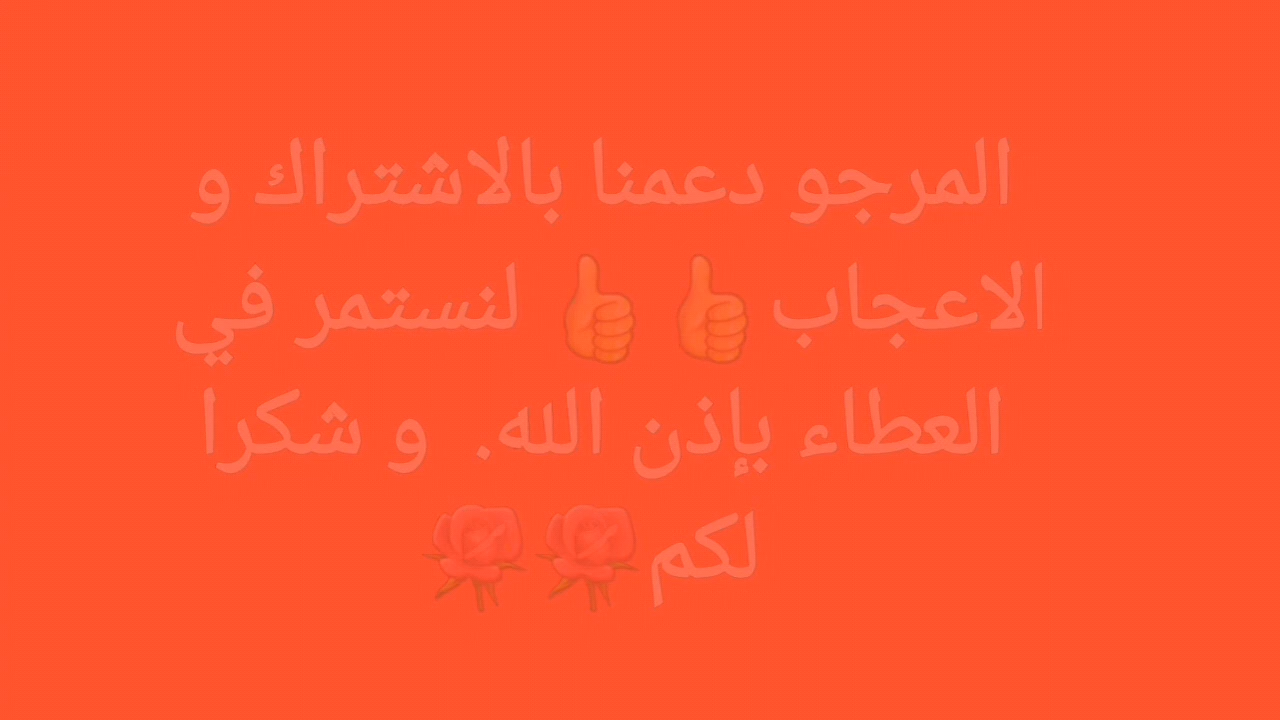 المرجو دعمنا بالاشتراك و
الاعجاب👍 👍 لنستمر في
العطاء بإذن الله. و شكرا
لكم🌹🌹